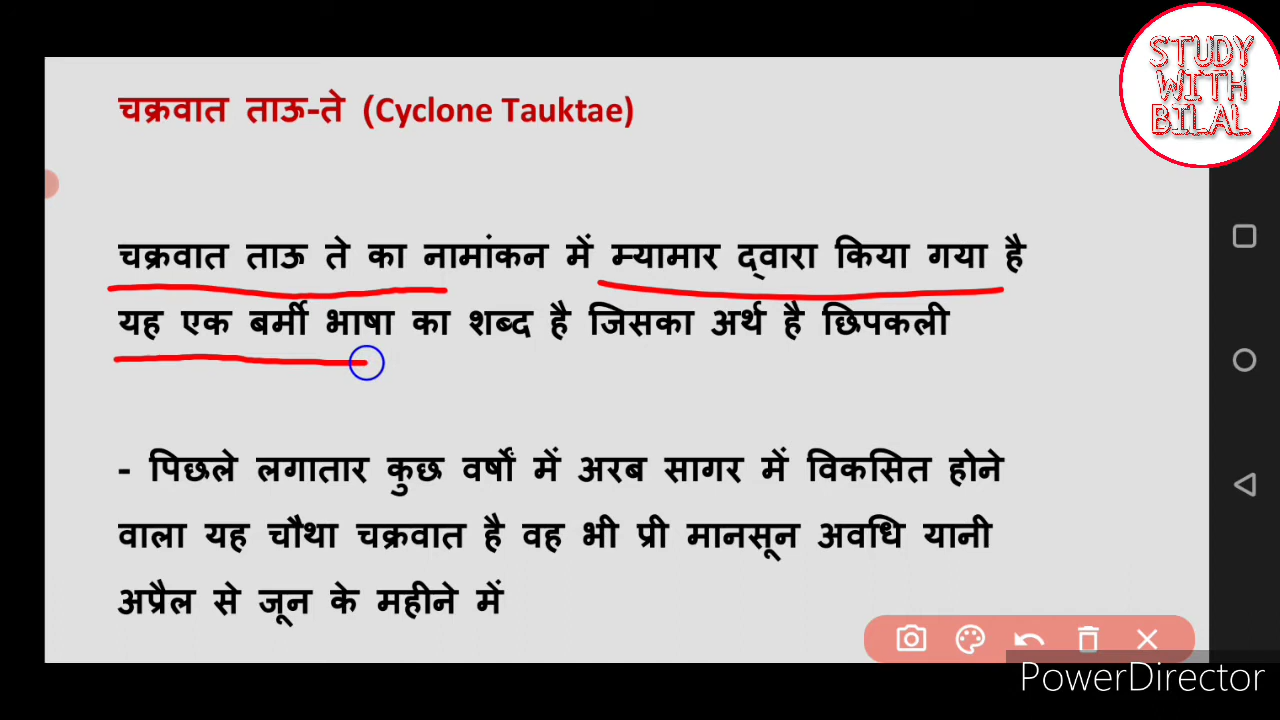 STUDY
WITH
BILAL
चक्रवात ताऊ-ते (Cyclone Tauktae)
चक्रवात ताऊ ते का नामांकन में म्यामार द्वारा किया गया है
यह एक बर्मी भाषा का शब्द है जिसका अर्थ है छिपकली
- पिछले लगातार कुछ वर्षों में अरब सागर में विकसित होने
वाला यह चौथा चक्रवात है वह भी प्री मानसून अवधि यानी
अप्रैल से जून के महीने में
PowerDirector